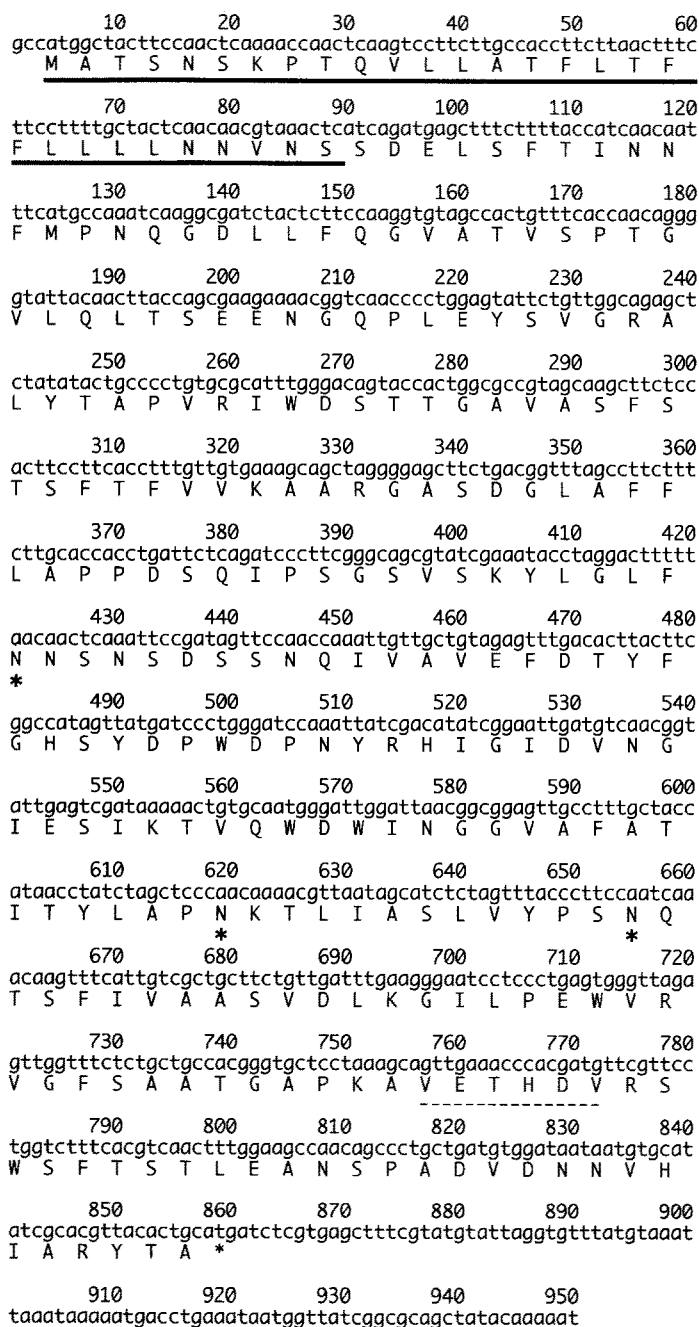 10 20 30 40 50 60
gccatggctacttccaactcaaaaccaactcaagtccttcttgccaccttcttaactttc
M A T S N S K P T Q V L L A T F L T F
70 80 90 100 110 120
ttccttttgctactcaacaacgtaaactcatcagatgagctttcttttaccatcaacaat
F L L L L N N V N S S D E L S F T I N N
130 140 150 160 170 180
ttcatgccaaatcaaggcgatctactcttccaaggtgtagccactgtttcaccaacaggg
F M P N Q G D L L F Q G V A T V S P T G
190 200 210 220 230 240
gtattacaacttaccagcgaagaaaacggtcaacccctggagtattctgttggcagagct
V L Q L T S E E N G Q P L E Y S V G R A
250 260 270 280 290 300
ctatatactgcccctgtgcgcatttgggacagtaccactggcgccgtagcaagcttctcc
L Y T A P V R I W D S T T G A V A S F S
310 320 330 340 350 360
acttccttcacctttgttgtgaaagcagctaggggagcttctgacggtttagccttcttt
T S F T F V V K A A R G A S D G L A F F
370 380 390 400 410 420
cttgcaccacctgattctcagatcccttcgggcagcgtatcgaaatacctaggacttttt
L A P P D S Q I P S G S V S K Y L G L F
430 440 450 460 470 480
aacaactcaaattccgatagttccaaccaaattgttgctgtagagtttgacacttacttc
N N S N S D S S N Q I V A V E F D T Y F
*
490 500 510 520 530 540
ggccatagttatgatccctgggatccaaattatcgacatatcggaattgatgtcaacggt
G H S Y D P W D P N Y R H I G I D V N G
550 560 570 580 590 600
attgagtcgataaaaactgtgcaatgggattggattaacggcggagttgcctttgctacc
I E S I K T V Q W D W I N G G V A F A T
610 620 630 640 650 660
ataacctatctagctcccaacaaaacgttaatagcatctctagtttacccttccaatcaa
I T Y L A P N K T L I A S L V Y P S N Q
* *
670 680 690 700 710 720
acaagtttcattgtcgctgcttctgttgatttgaagggaatcctccctgagtgggttaga
T S F I V A A S V D L K G I L P E W V R
730 740 750 760 770 780
gttggtttctctgctgccacgggtgctcctaaagcagttgaaacccacgatgttcgttcc
V G F S A A T G A P K A V E T H D V R S
790 800 810 820 830 840
tggtctttcacgtcaactttggaagccaacagccctgctgatgtggataataatgtgcat
W S F T S T L E A N S P A D V D N N V H
850 860 870 880 890 900
atcgcacgttacactgcatgatctcgtgagctttcgtatgtattaggtgtttatgtaaat
I A R Y T A *
910 920 930 940 950
taaataaaaatgacctgaaataatggttatcggcgcagctatacaaaaat